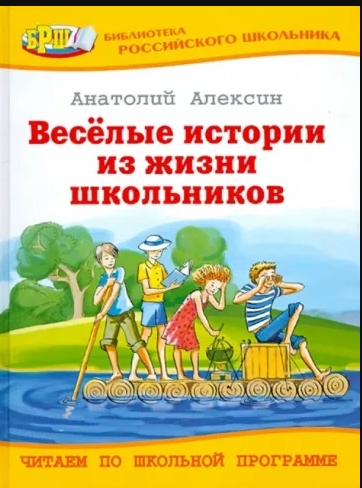 БРШ
БИБЛИОТЕКА
РОССИЙСКОГО ШКОЛЬНИКА
Анатолий Алексин
Весёлые истории
из жизни
школьников
ЧИТАЕМ ПО ШКОЛЬНОЙ ПРОГРАММЕ